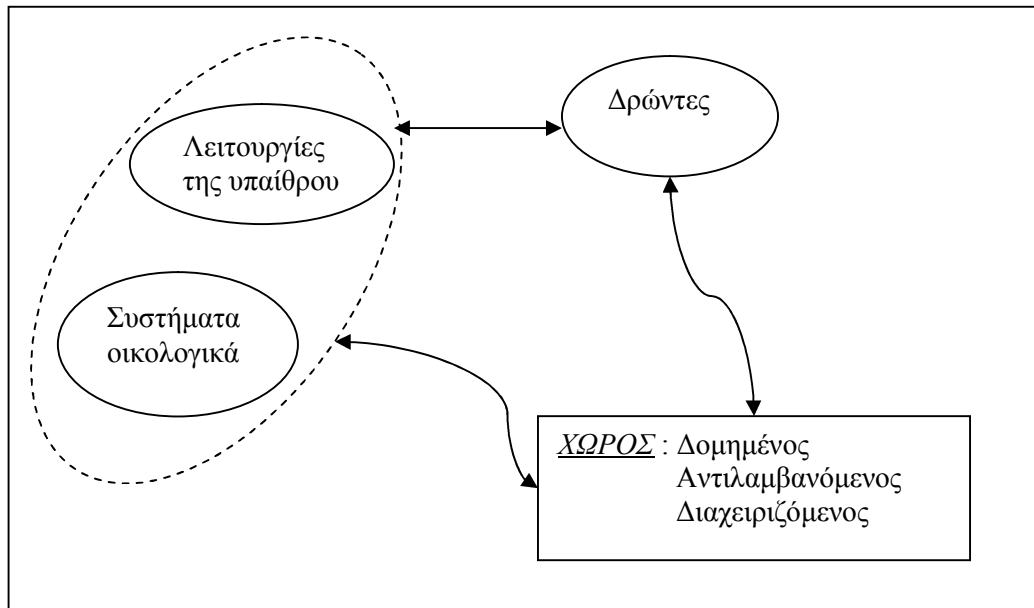 Λειτουργίες
της υπαίθρου
Δρώντες
Συστήματα
οικολογικά
ΧΩΡΟΣ : Δομημένος
Αντιλαμβανόμενος
Διαχειριζόμενος